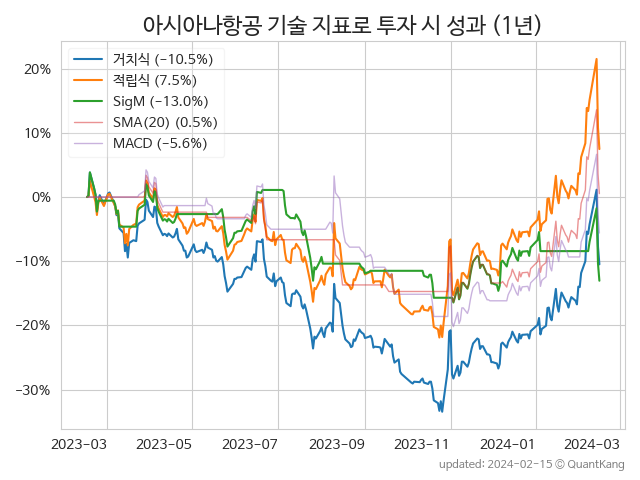 아시아나항공 기술 지표로 투자 시 성과 (1년)
거치식 (−10.5%)
적립식 (7.5%)
SigM (−13.0%)
SMA(20) (0.5%)
MACD (−5.6%)
20%
10%
0%
−10%
−20%
−30%
2023-03 2023-05 2023-07 2023-09 2023-11 2024-01 2024-03
updated: 2024-02-15 ⓒ QuantKang